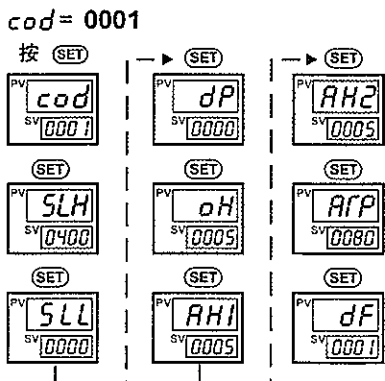 cod = 0001
按 SET
PV cod
SV 0001
SET
PV SLH
SV 0400
SET
PV SLL
SV 0000
SET
PV dP
SV 0000
SET
PV oH
SV 0005
SET
PV AH1
SV 0005
SET
PV AH2
SV 0005
SET
PV Arp
SV 0080
SET
PV dF
SV 0001